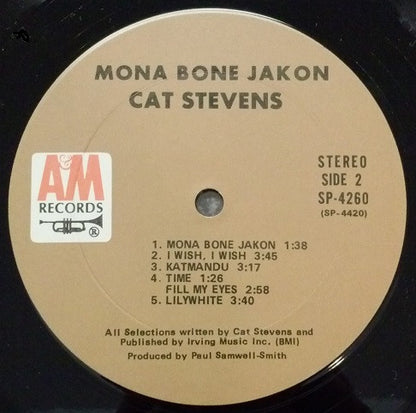 MONA BONE JAKON
CAT STEVENS
STEREO
SIDE 2
SP-4260
(SP-4420)
A&M
RECORDS
®
1. MONA BONE JAKON 1:38
2. I WISH, I WISH 3:45
3. KATMANDU 3:17
4. TIME 1:26
FILL MY EYES 2:58
5. LILYWHITE 3:40
All Selections written by Cat Stevens and
Published by Irving Music Inc. (BMI)
Produced by Paul Samwell-Smith